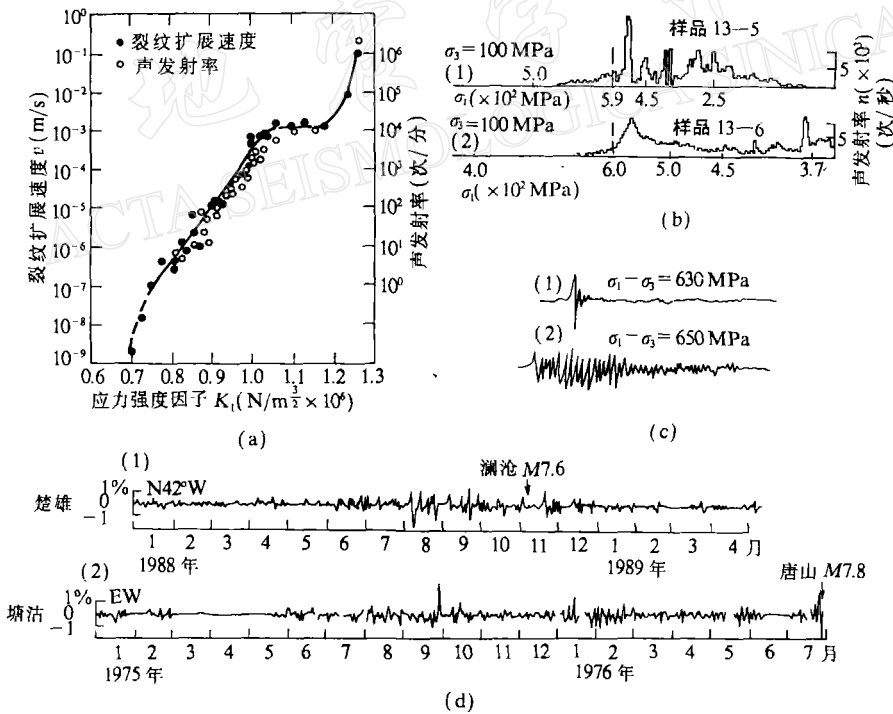 地震学
ACTA SEISMOLOGICA SINICA
10⁰
10⁻¹
10⁻²
10⁻³
10⁻⁴
10⁻⁵
10⁻⁶
10⁻⁷
10⁻⁸
10⁻⁹
裂纹扩展速度 v (m/s)
● 裂纹扩展速度
○ 声发射率
10⁶
10⁵
10⁴
10³
10²
10¹
10⁰
声发射率(次/分)
0.6 0.7 0.8 0.9 1.0 1.1 1.2 1.3
应力强度因子 K₁(N/m^{3/2} × 10⁶)
(a)
(b)
样品 13—5
σ₃ = 100 MPa
(1) 5.0
σ₁(×10² MPa) 5.9 4.5 2.5
5
σ₃ = 100 MPa 样品 13—6
(2)
5
4.0 6.0 5.0 4.5 3.7
σ₁(×10² MPa)
声发射率 n(×10³)
(次/秒)
(b)
(1) σ₁ − σ₃ = 630 MPa
(2) σ₁ − σ₃ = 650 MPa
(c)
(1)
澜沧 M7.6
楚雄 1% 0 −1 N42°W
1 2 3 4 5 6 7 8 9 10 11 12 1 2 3 4 月
1988 年 1989 年
(2) 唐山 M7.8
塘沽 1% 0 −1 EW
1 2 3 4 5 6 7 8 9 10 11 12 1 2 3 4 5 6 7 月
1975 年 1976 年
(d)